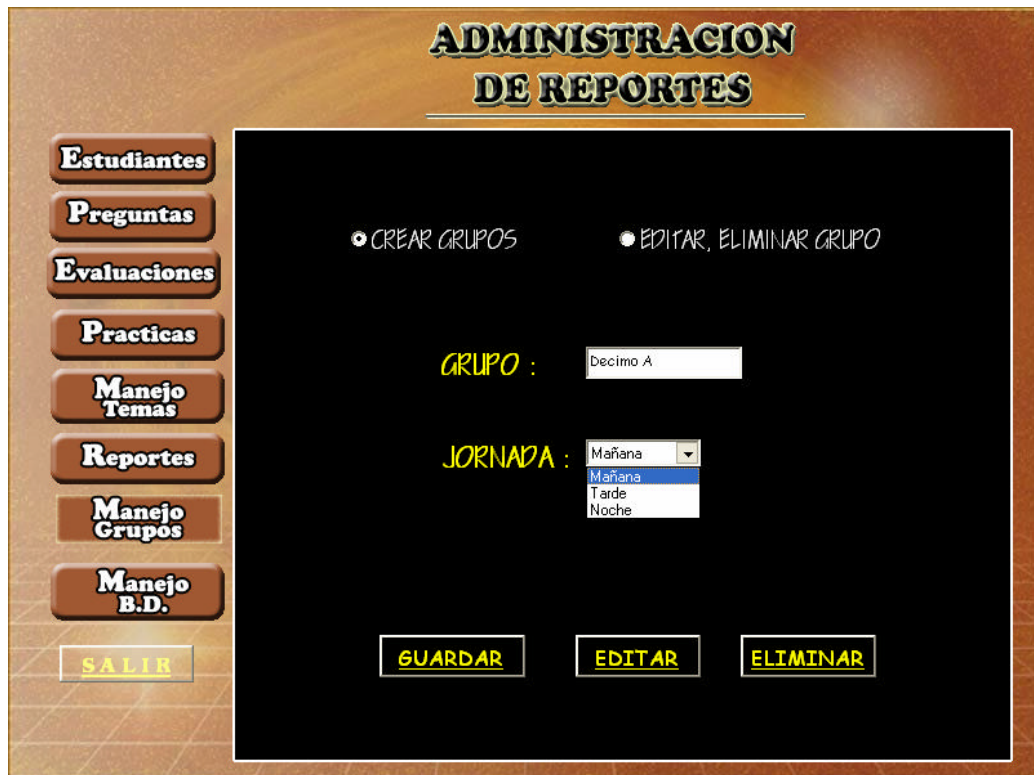 ADMINISTRACION
DE REPORTES
Estudiantes
Preguntas
Evaluaciones
Practicas
Manejo
Temas
Reportes
Manejo
Grupos
Manejo
B.D.
SALIR
CREAR GRUPOS
EDITAR, ELIMINAR GRUPO
GRUPO :
Decimo A
JORNADA :
Mañana
Mañana
Tarde
Noche
GUARDAR
EDITAR
ELIMINAR